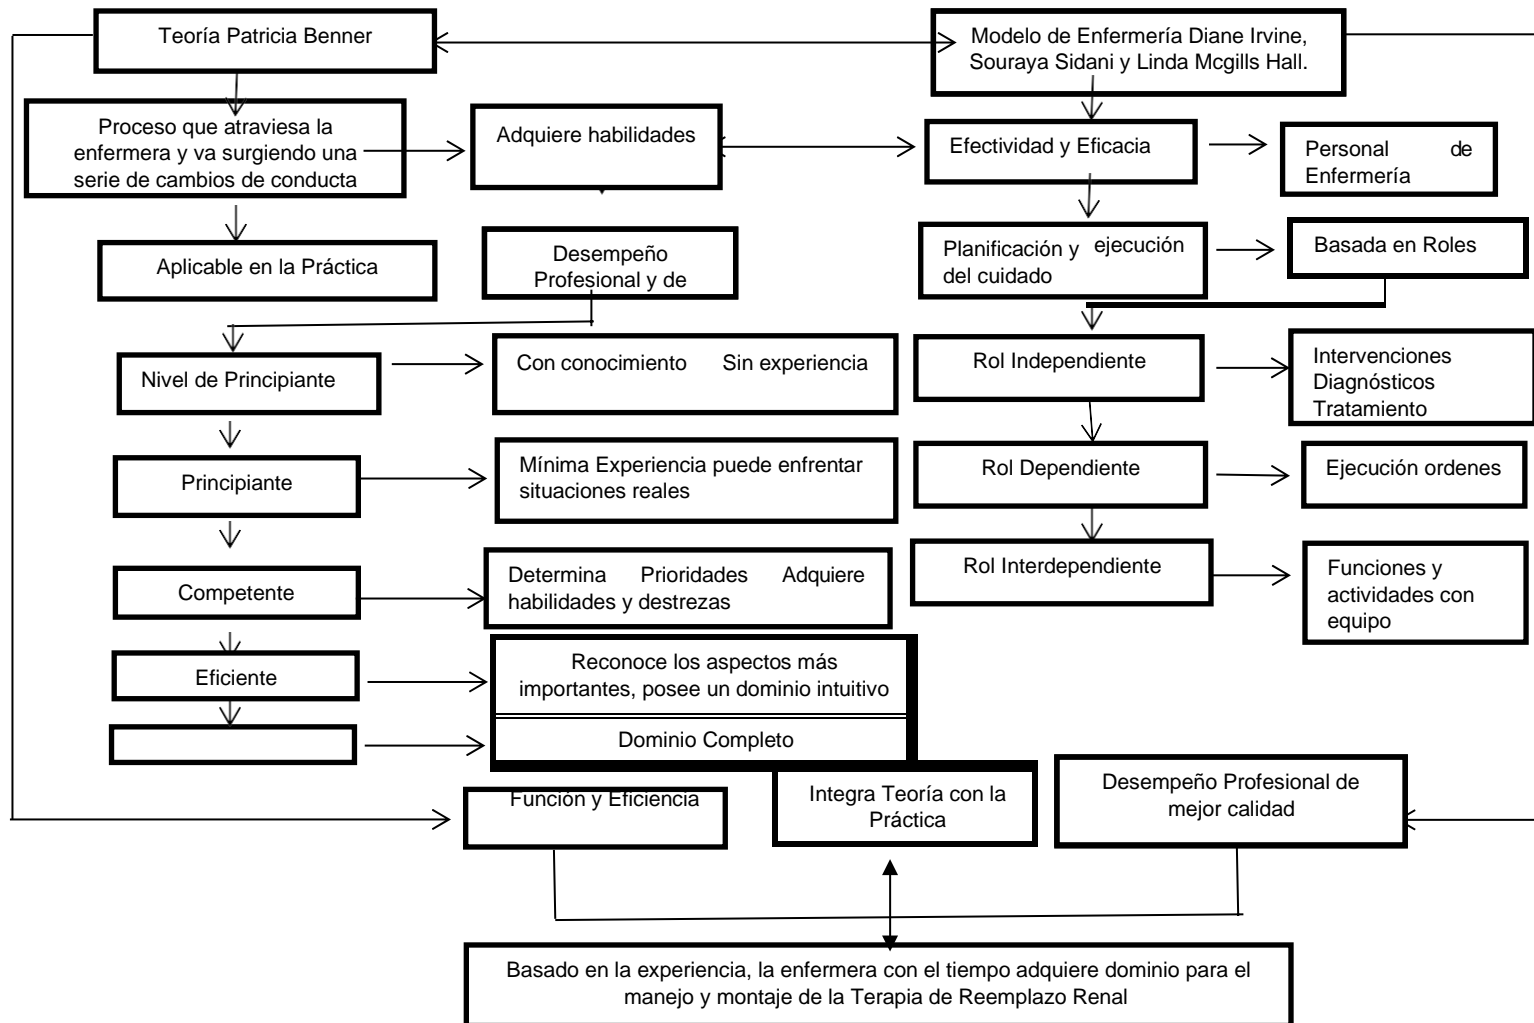 Teoría Patricia Benner
Modelo de Enfermería Diane Irvine,
Souraya Sidani y Linda Mcgills Hall.
Proceso que atraviesa la
enfermera y va surgiendo una
serie de cambios de conducta
Adquiere habilidades
Efectividad y Eficacia
Personal de
Enfermería
Aplicable en la Práctica
Desempeño
Profesional y de
Planificación y ejecución
del cuidado
Basada en Roles
Nivel de Principiante
Con conocimiento Sin experiencia
Rol Independiente
Intervenciones
Diagnósticos
Tratamiento
Principiante
Mínima Experiencia puede enfrentar
situaciones reales
Rol Dependiente
Ejecución ordenes
Competente
Determina Prioridades Adquiere
habilidades y destrezas
Rol Interdependiente
Funciones y
actividades con
equipo
Eficiente
Reconoce los aspectos más
importantes, posee un dominio intuitivo
Dominio Completo
Función y Eficiencia
Integra Teoría con la
Práctica
Desempeño Profesional de
mejor calidad
Basado en la experiencia, la enfermera con el tiempo adquiere dominio para el
manejo y montaje de la Terapia de Reemplazo Renal